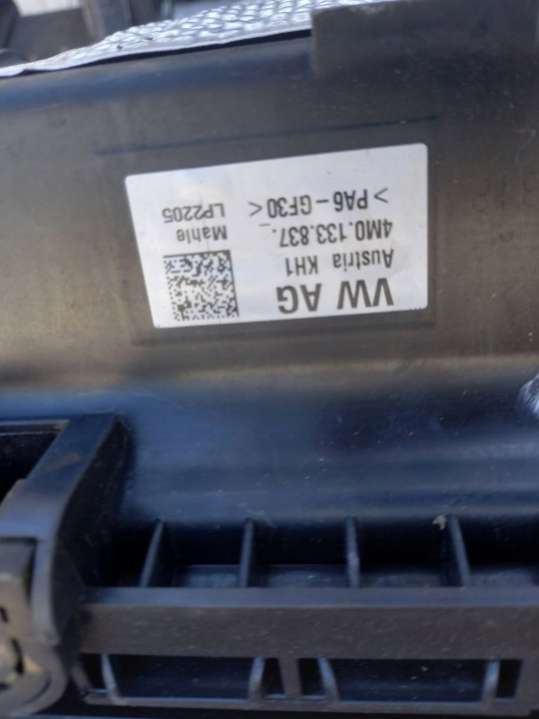 VW AG
Austria KH1
4M0.133.837._ Mahle
>PA6-GF30< LP2205